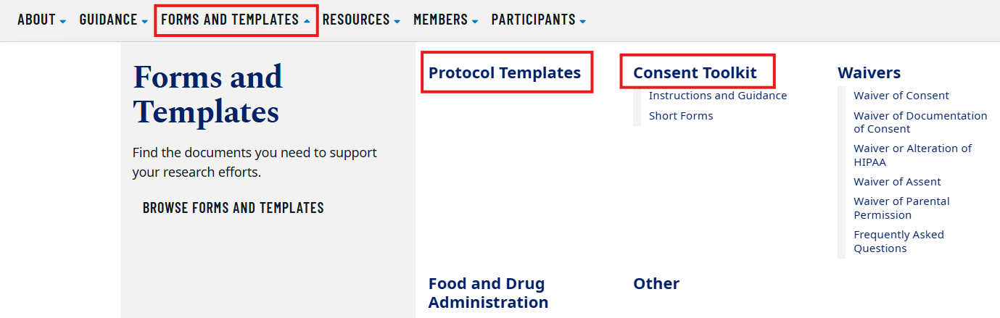 ABOUT GUIDANCE FORMS AND TEMPLATES RESOURCES MEMBERS PARTICIPANTS
Forms and
Templates
Find the documents you need to support
your research efforts.
BROWSE FORMS AND TEMPLATES
Protocol Templates
Consent Toolkit
Instructions and Guidance
Short Forms
Waivers
Waiver of Consent
Waiver of Documentation
of Consent
Waiver or Alteration of
HIPAA
Waiver of Assent
Waiver of Parental
Permission
Frequently Asked
Questions
Food and Drug
Administration
Other